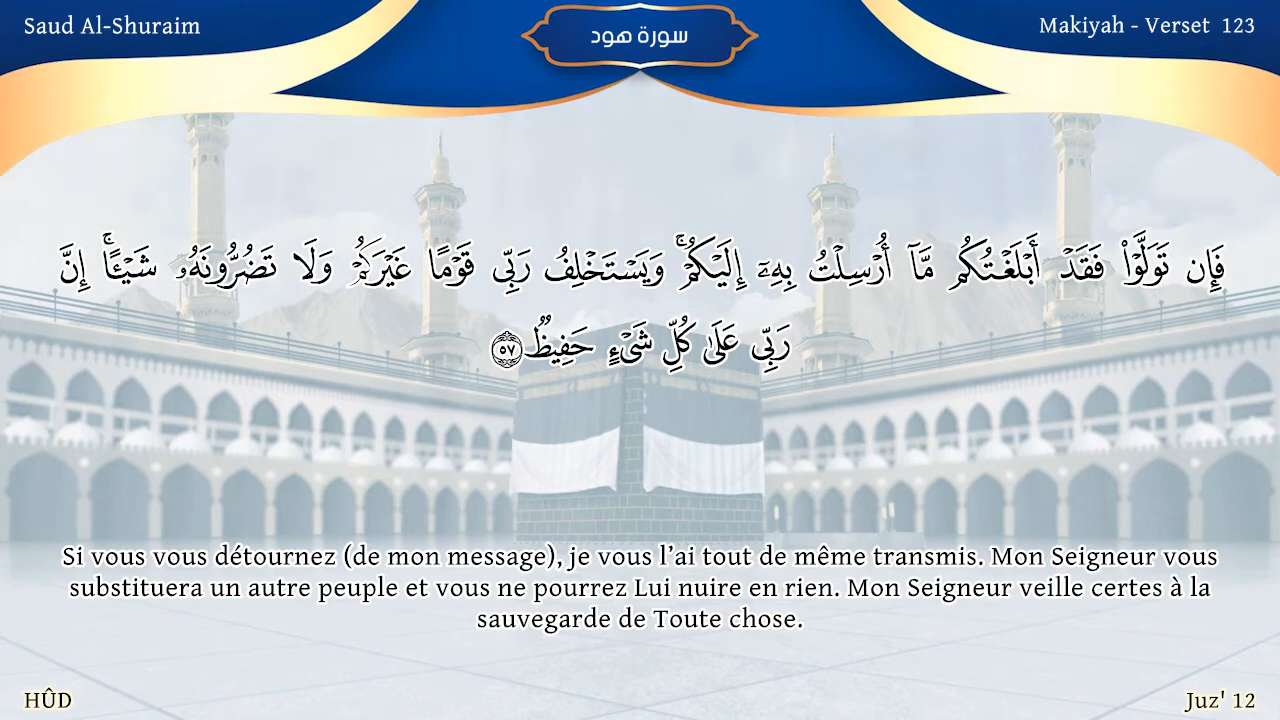 Saud Al-Shuraim
سورة هود
Makiyah - Verset 123
فَإِن تَوَلَّوْا۟ فَقَدْ أَبْلَغْتُكُم مَّآ أُرْسِلْتُ بِهِۦٓ إِلَيْكُمْ ۚ وَيَسْتَخْلِفُ رَبِّى قَوْمًا غَيْرَكُمْ وَلَا تَضُرُّونَهُۥ شَيْـًٔا ۚ إِنَّ
رَبِّى عَلَىٰ كُلِّ شَىْءٍ حَفِيظٌ ٥٧
Si vous vous détournez (de mon message), je vous l’ai tout de même transmis. Mon Seigneur vous
substituera un autre peuple et vous ne pourrez Lui nuire en rien. Mon Seigneur veille certes à la
sauvegarde de Toute chose.
HÛD
Juz' 12